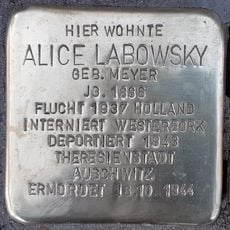 HIER WOHNTE
ALICE LABOWSKY
GEB. MEYER
JG. 1886
FLUCHT 1937 HOLLAND
INTERNIERT WESTERBORK
DEPORTIERT 1943
THERESIENSTADT
AUSCHWITZ
ERMORDET 10. 1944